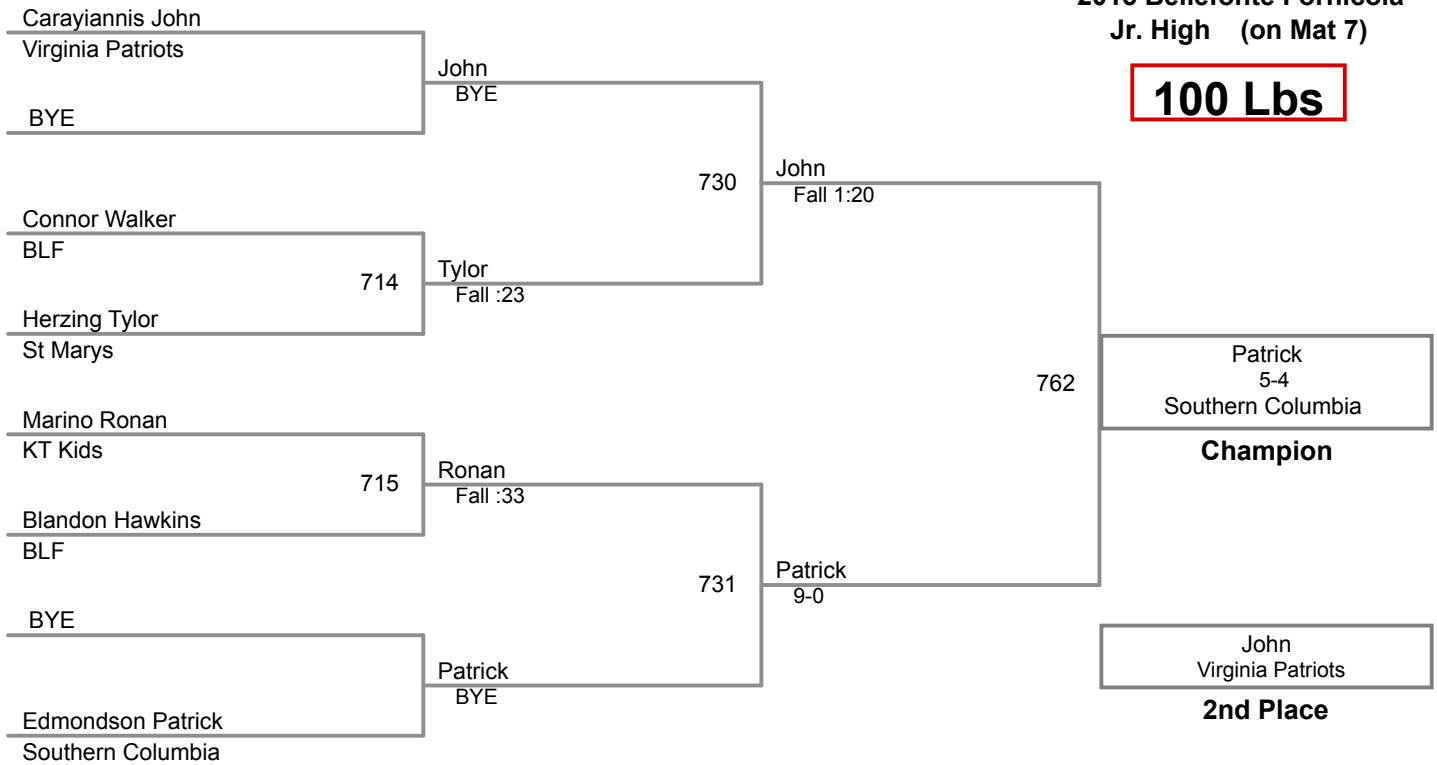 Jr. High (on Mat 7)
100 Lbs
Carayiannis John
Virginia Patriots
BYE
John
BYE
Connor Walker
BLF
714
Herzing Tylor
St Marys
Tylor
Fall :23
730
John
Fall 1:20
Marino Ronan
KT Kids
715
Blandon Hawkins
BLF
Ronan
Fall :33
BYE
Edmondson Patrick
Southern Columbia
Patrick
BYE
731
Patrick
9-0
762
Patrick
5-4
Southern Columbia
Champion
John
Virginia Patriots
2nd Place